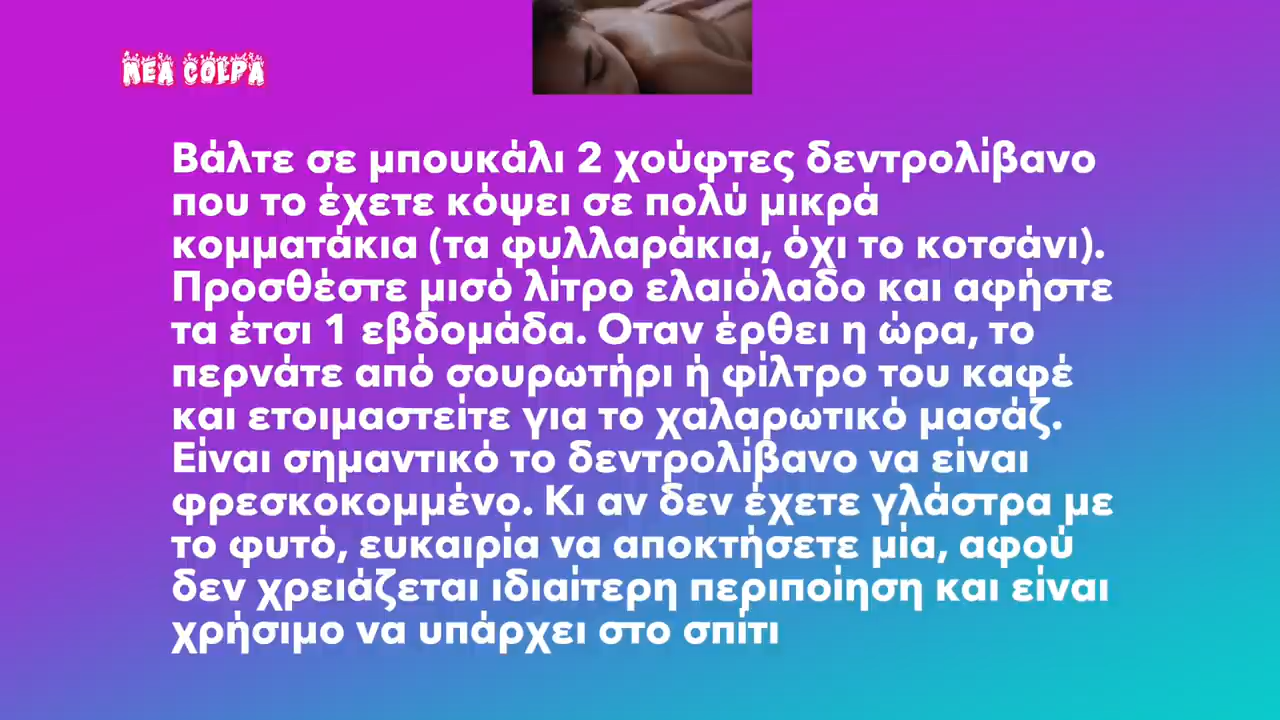 MEA COLPA
Βάλτε σε μπουκάλι 2 χούφτες δεντρολίβανο
που το έχετε κόψει σε πολύ μικρά
κομματάκια (τα φυλλαράκια, όχι το κοτσάνι).
Προσθέστε μισό λίτρο ελαιόλαδο και αφήστε
τα έτσι 1 εβδομάδα. Οταν έρθει η ώρα, το
περνάτε από σουρωτήρι ή φίλτρο του καφέ
και ετοιμαστείτε για το χαλαρωτικό μασάζ.
Είναι σημαντικό το δεντρολίβανο να είναι
φρεσκοκομμένο. Κι αν δεν έχετε γλάστρα με
το φυτό, ευκαιρία να αποκτήσετε μία, αφού
δεν χρειάζεται ιδιαίτερη περιποίηση και είναι
χρήσιμο να υπάρχει στο σπίτι